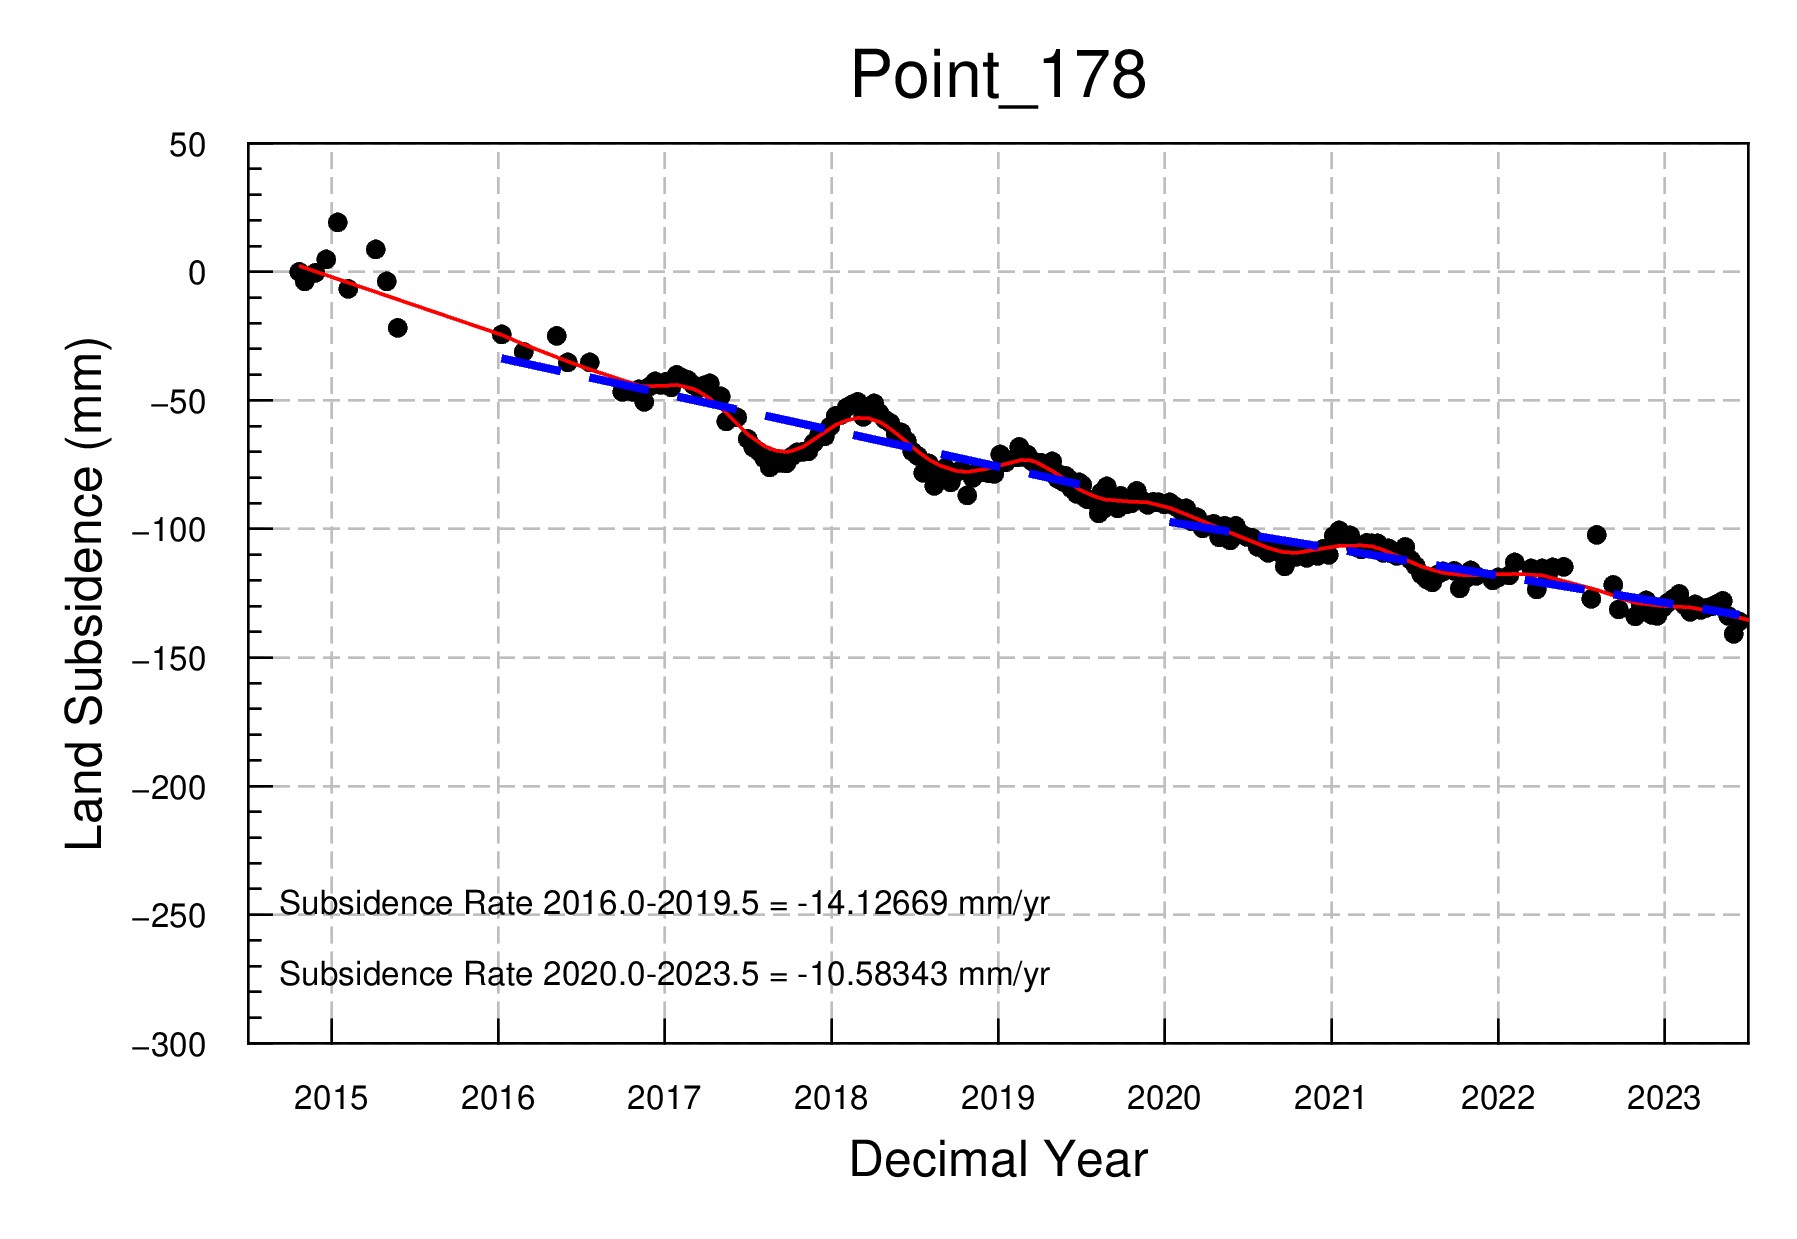 Point_178
50
0
−50
−100
−150
−200
−250
−300
Land Subsidence (mm)
Subsidence Rate 2016.0-2019.5 = -14.12669 mm/yr
Subsidence Rate 2020.0-2023.5 = -10.58343 mm/yr
2015 2016 2017 2018 2019 2020 2021 2022 2023
Decimal Year